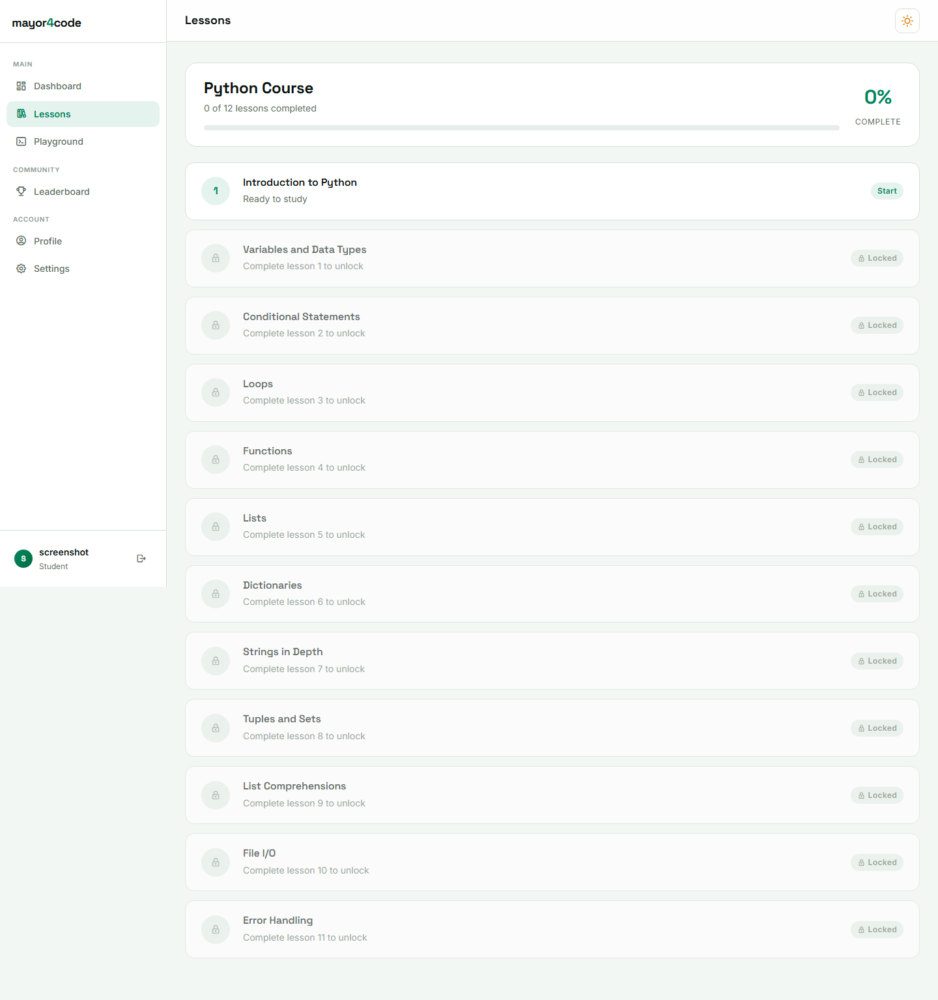 mayor4code
MAIN
Dashboard
Lessons
Playground
COMMUNITY
Leaderboard
ACCOUNT
Profile
Settings
S
screenshot
Student
Lessons
Python Course
0 of 12 lessons completed
0%
COMPLETE
1
Introduction to Python
Ready to study
Start
Variables and Data Types
Complete lesson 1 to unlock
Locked
Conditional Statements
Complete lesson 2 to unlock
Locked
Loops
Complete lesson 3 to unlock
Locked
Functions
Complete lesson 4 to unlock
Locked
Lists
Complete lesson 5 to unlock
Locked
Dictionaries
Complete lesson 6 to unlock
Locked
Strings in Depth
Complete lesson 7 to unlock
Locked
Tuples and Sets
Complete lesson 8 to unlock
Locked
List Comprehensions
Complete lesson 9 to unlock
Locked
File I/O
Complete lesson 10 to unlock
Locked
Error Handling
Complete lesson 11 to unlock
Locked